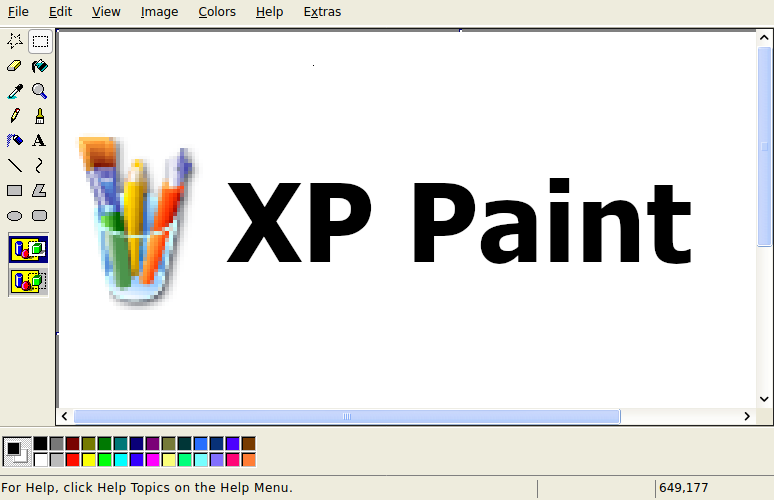 File Edit View Image Colors Help Extras
A
XP Paint
For Help, click Help Topics on the Help Menu.
649,177